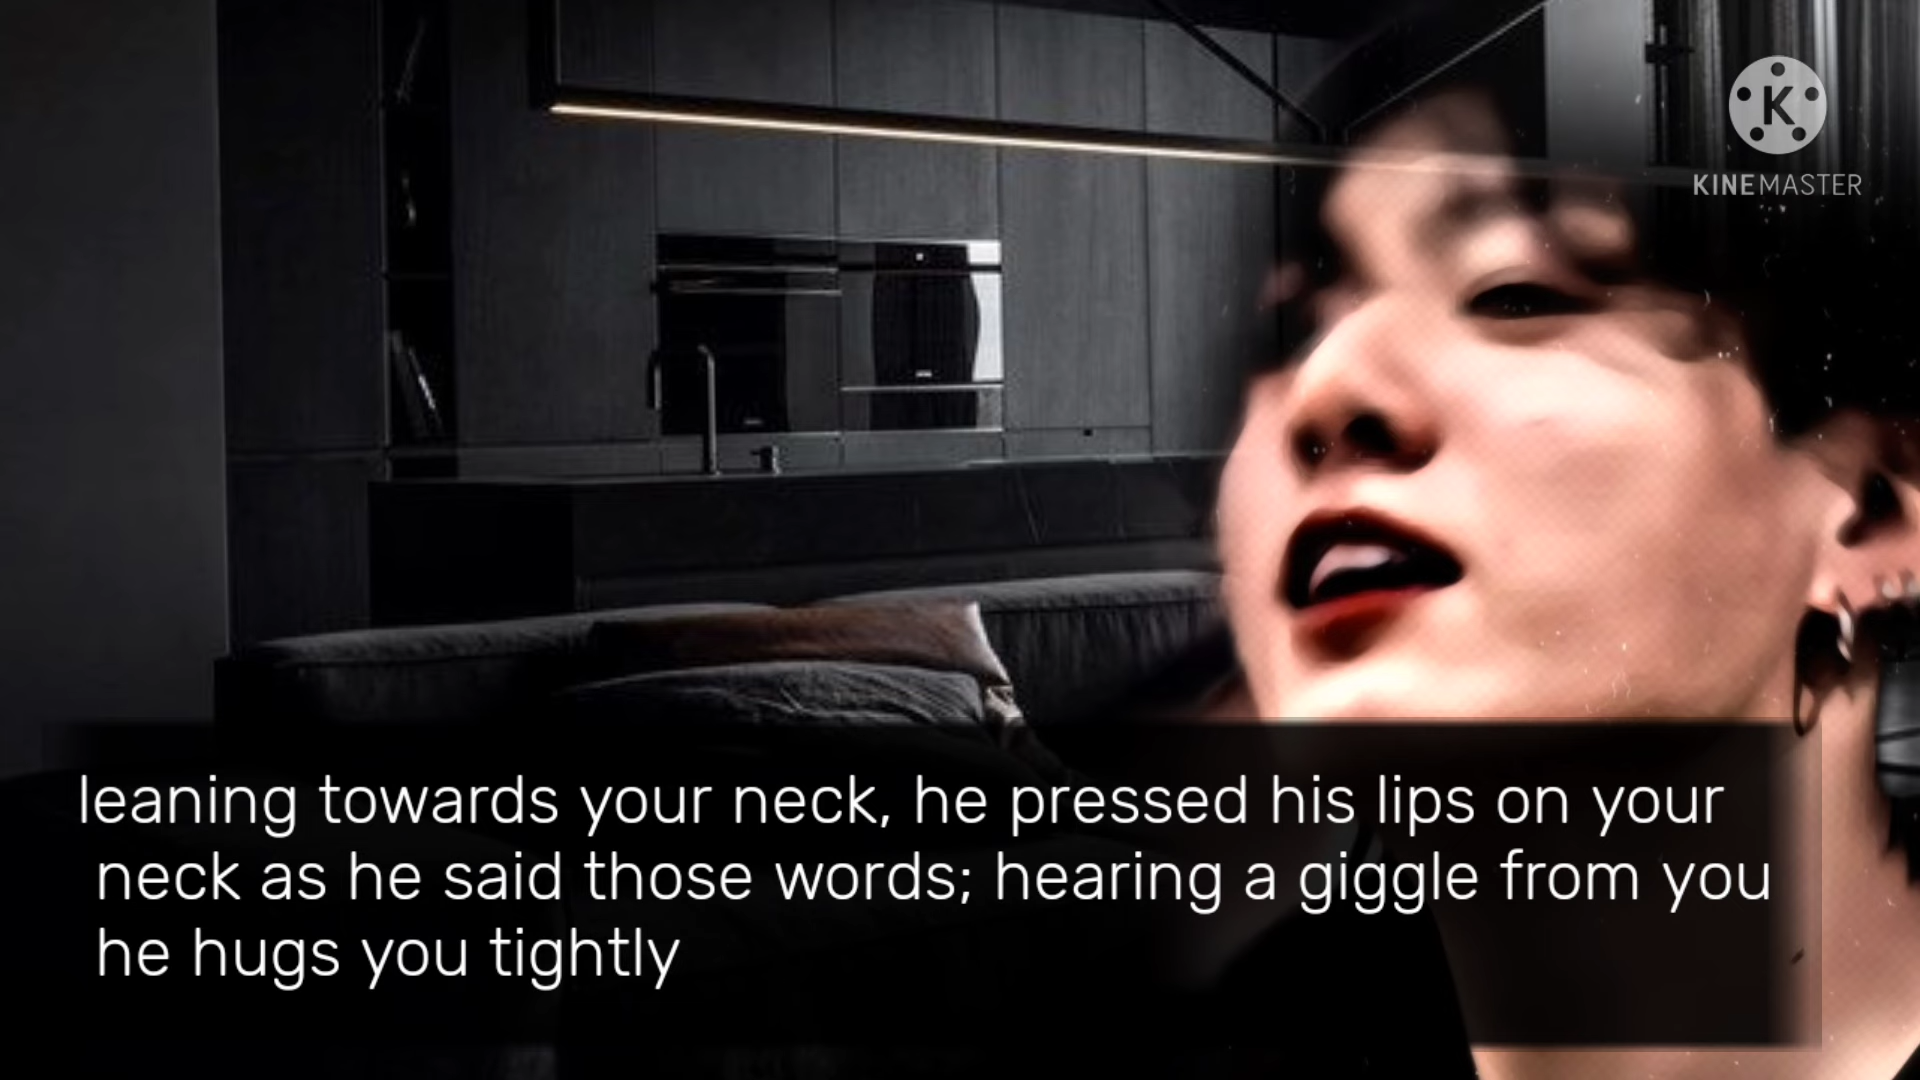 K
KINEMASTER
leaning towards your neck, he pressed his lips on your
neck as he said those words; hearing a giggle from you
he hugs you tightly